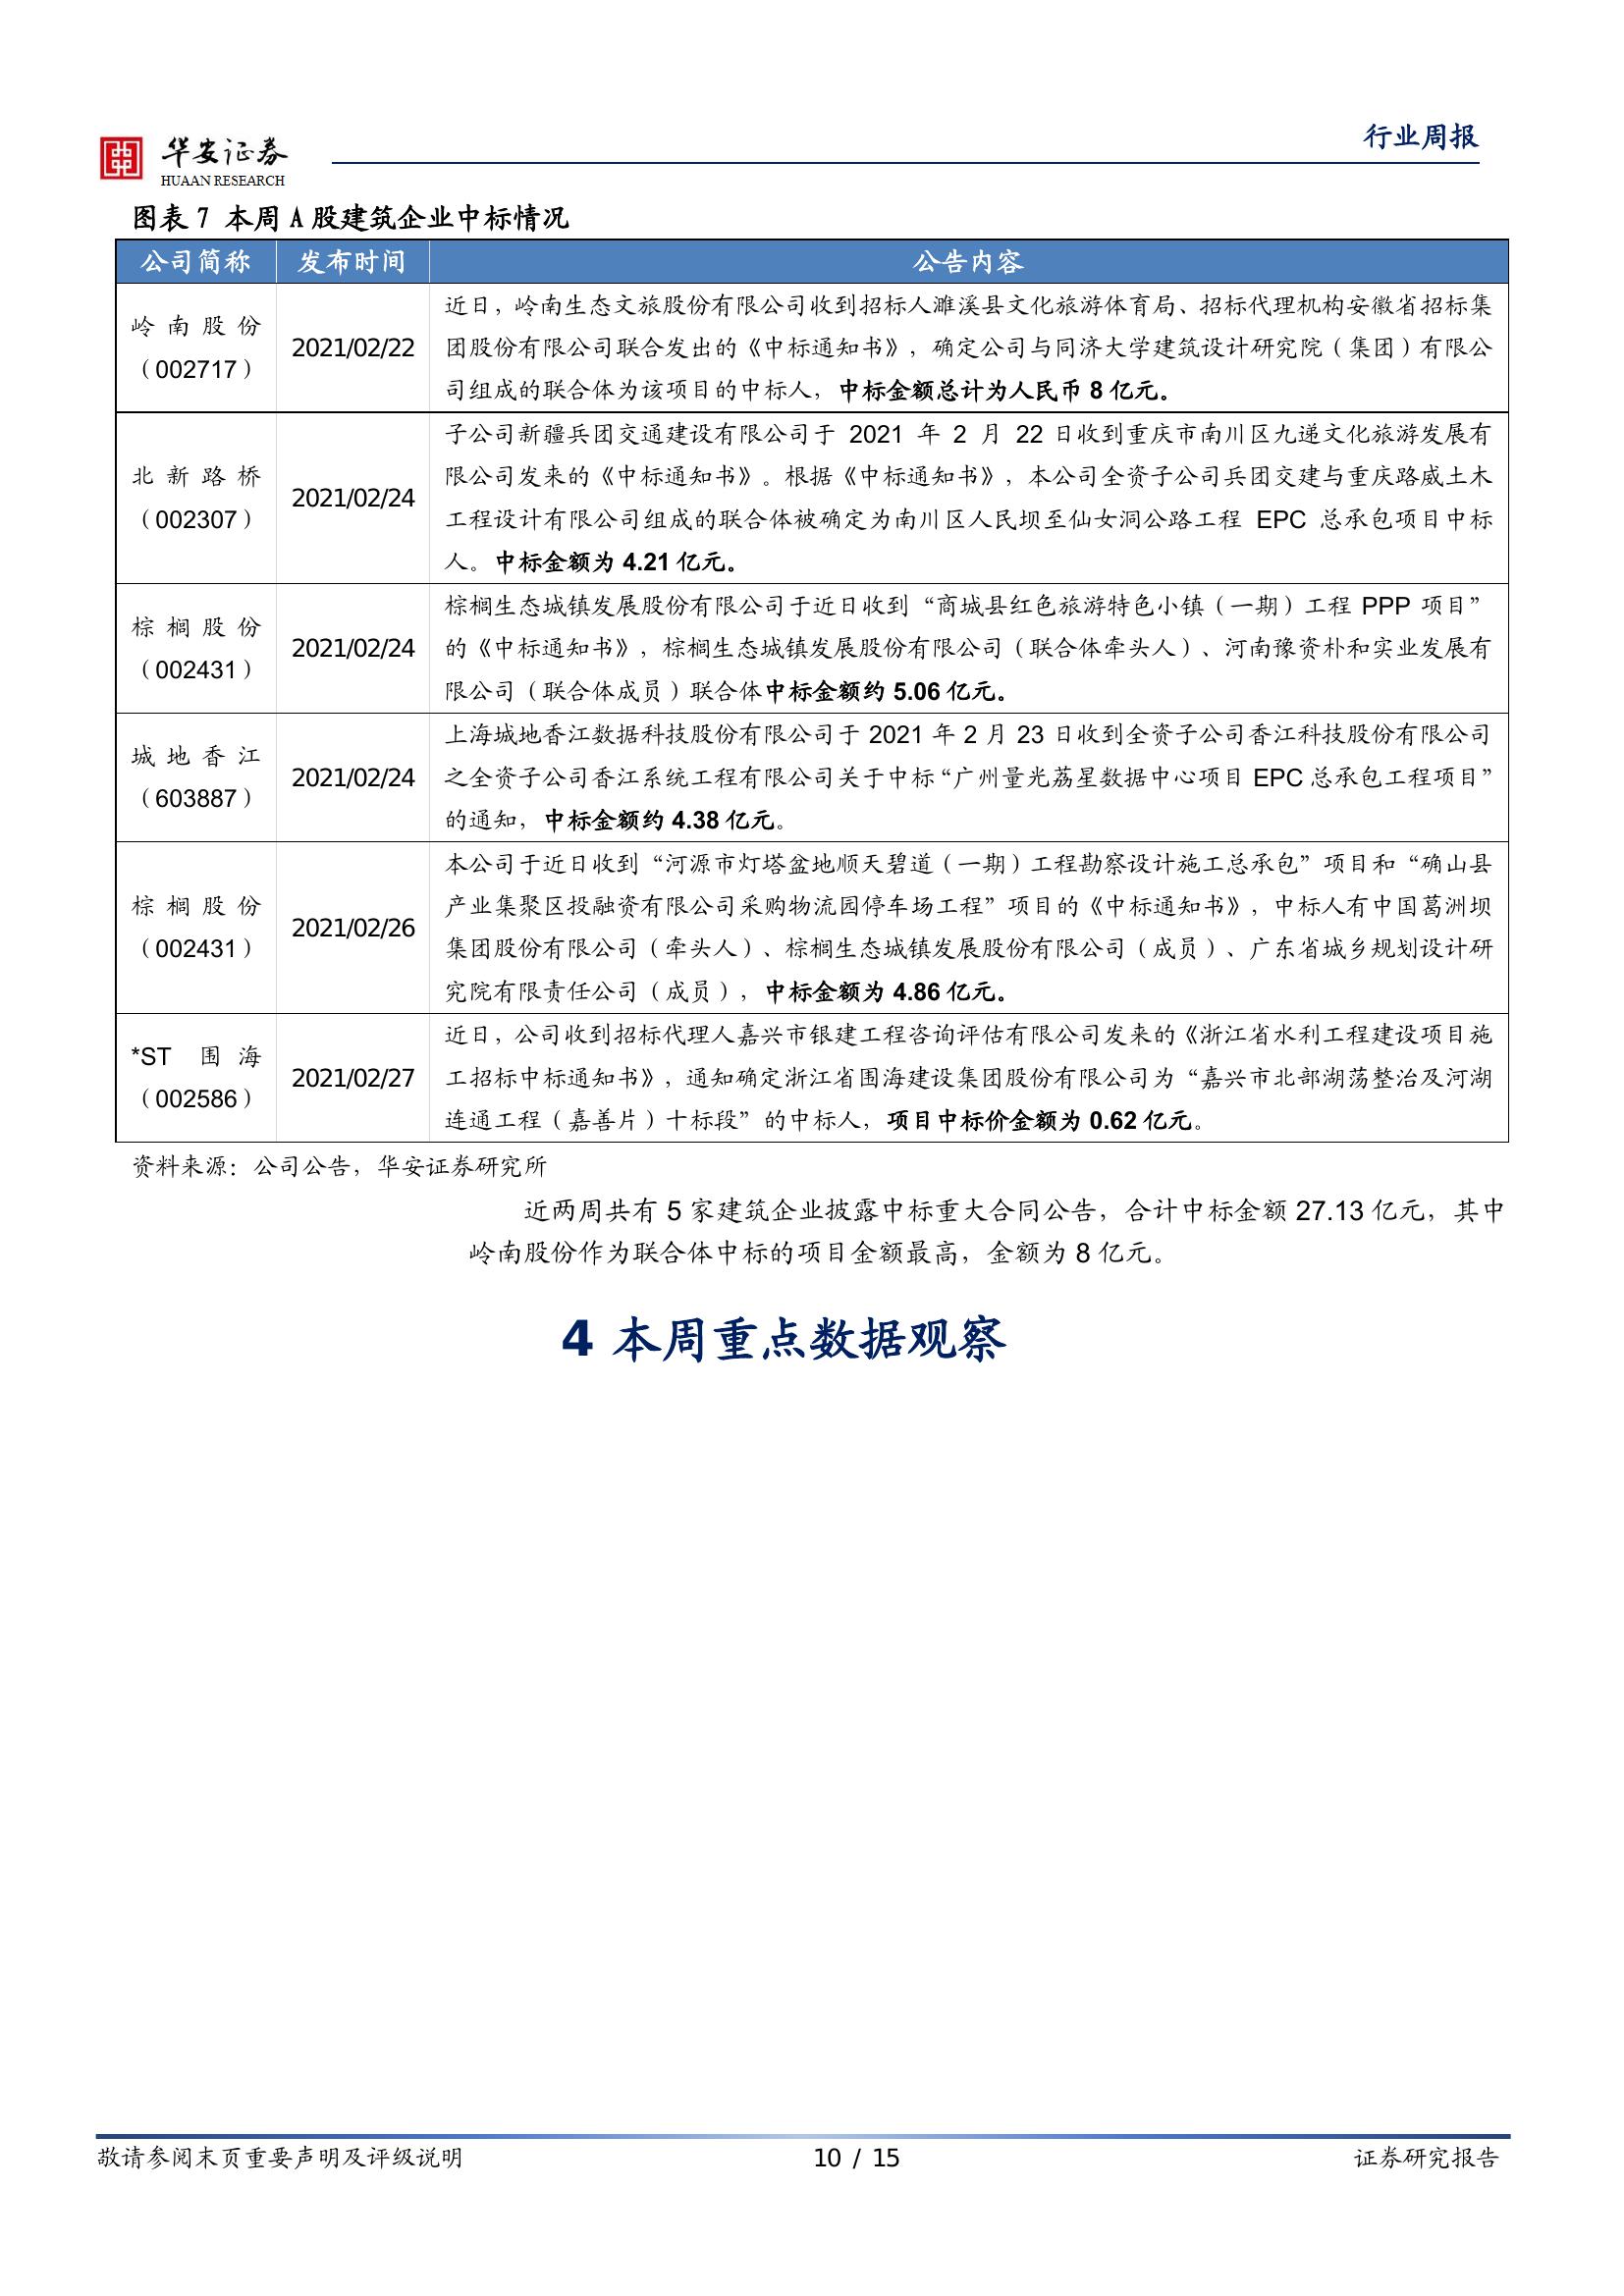 华安证券
HUAAN RESEARCH
行业周报
图表 7 本周 A 股建筑企业中标情况
公司简称 发布时间 公告内容
岭南股份
（002717）
2021/02/22
近日，岭南生态文旅股份有限公司收到招标人濉溪县文化旅游体育局、招标代理机构安徽省招标集
团股份有限公司联合发出的《中标通知书》，确定公司与同济大学建筑设计研究院（集团）有限公
司组成的联合体为该项目的中标人，中标金额总计为人民币 8 亿元。
北新路桥
（002307）
2021/02/24
子公司新疆兵团交通建设有限公司于 2021 年 2 月 22 日收到重庆市南川区九递文化旅游发展有
限公司发来的《中标通知书》。根据《中标通知书》，本公司全资子公司兵团交建与重庆路威土木
工程设计有限公司组成的联合体被确定为南川区人民坝至仙女洞公路工程 EPC 总承包项目中标
人。中标金额为 4.21 亿元。
棕榈股份
（002431）
2021/02/24
棕榈生态城镇发展股份有限公司于近日收到“商城县红色旅游特色小镇（一期）工程 PPP 项目”
的《中标通知书》，棕榈生态城镇发展股份有限公司（联合体牵头人）、河南豫资朴和实业发展有
限公司（联合体成员）联合体中标金额约 5.06 亿元。
城地香江
（603887）
2021/02/24
上海城地香江数据科技股份有限公司于 2021 年 2 月 23 日收到全资子公司香江科技股份有限公司
之全资子公司香江系统工程有限公司关于中标“广州量光荔星数据中心项目 EPC 总承包工程项目”
的通知，中标金额约 4.38 亿元。
棕榈股份
（002431）
2021/02/26
本公司于近日收到“河源市灯塔盆地顺天碧道（一期）工程勘察设计施工总承包”项目和“确山县
产业集聚区投融资有限公司采购物流园停车场工程”项目的《中标通知书》，中标人有中国葛洲坝
集团股份有限公司（牵头人）、棕榈生态城镇发展股份有限公司（成员）、广东省城乡规划设计研
究院有限责任公司（成员），中标金额为 4.86 亿元。
*ST 围海
（002586）
2021/02/27
近日，公司收到招标代理人嘉兴市银建工程咨询评估有限公司发来的《浙江省水利工程建设项目施
工招标中标通知书》，通知确定浙江省围海建设集团股份有限公司为“嘉兴市北部湖荡整治及河湖
连通工程（嘉善片）十标段”的中标人，项目中标价金额为 0.62 亿元。
资料来源：公司公告，华安证券研究所
近两周共有 5 家建筑企业披露中标重大合同公告，合计中标金额 27.13 亿元，其中
岭南股份作为联合体中标的项目金额最高，金额为 8 亿元。
4 本周重点数据观察
敬请参阅末页重要声明及评级说明 10 / 15 证券研究报告